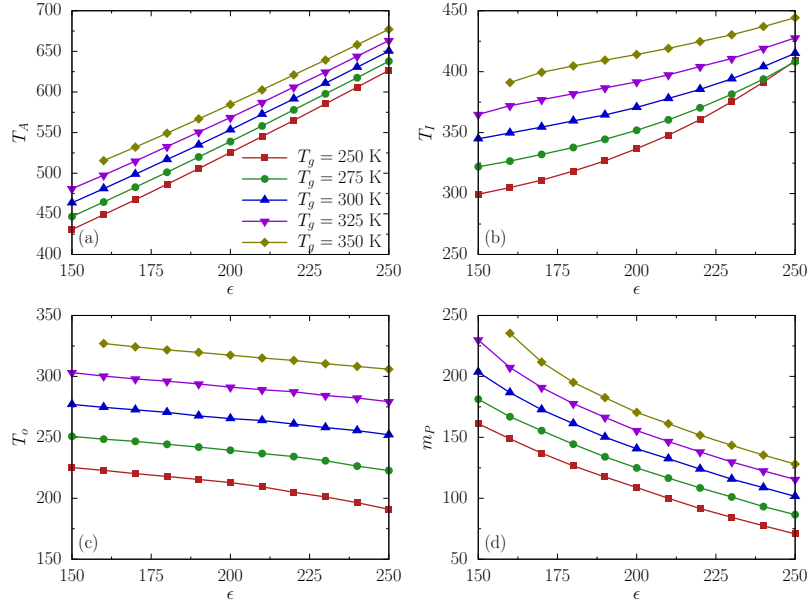 700
650
600
550
500
450
400
T_A
(a)
T_g = 250 K
T_g = 275 K
T_g = 300 K
T_g = 325 K
T_g = 350 K
150 175 200 225 250
ϵ
450
400
350
300
250
T_I
(b)
150 175 200 225 250
ϵ
350
300
250
200
150
T_o
(c)
150 175 200 225 250
ϵ
250
200
150
100
50
m_P
(d)
150 175 200 225 250
ϵ